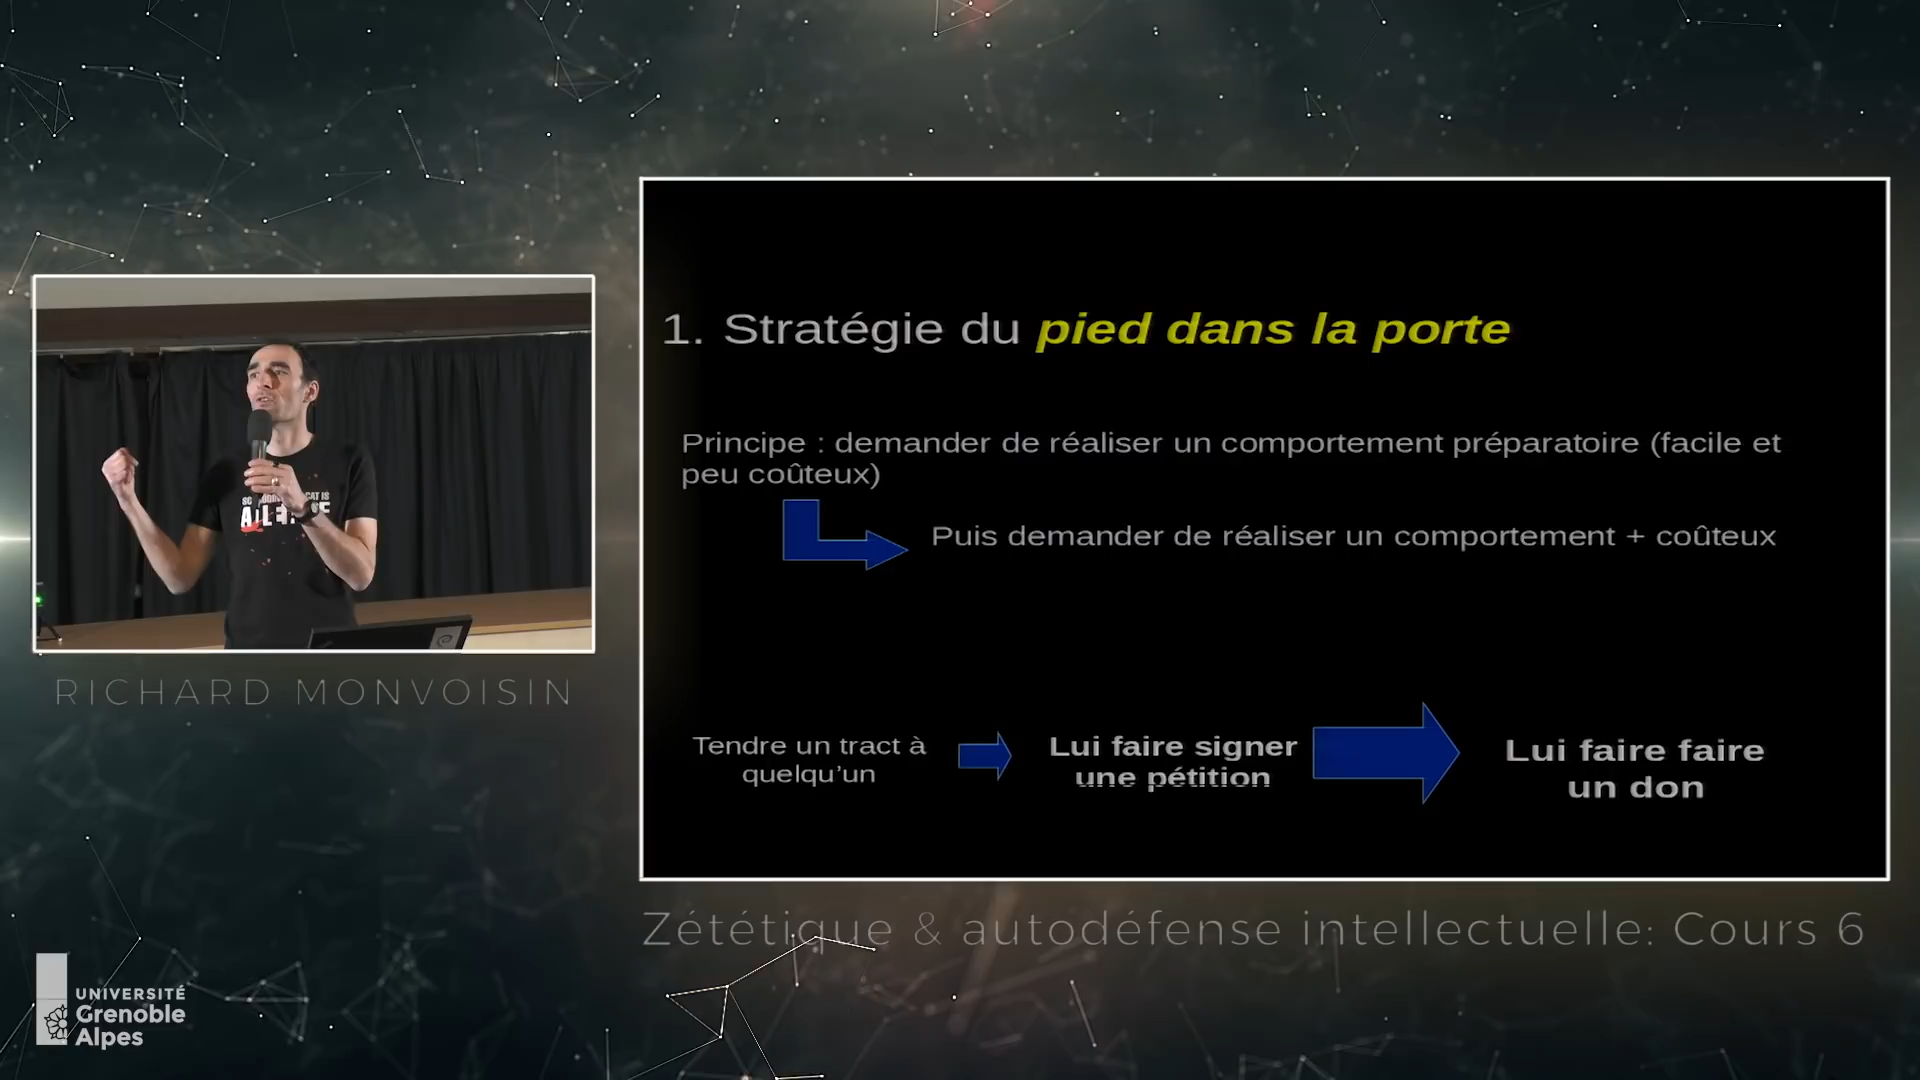 1. Stratégie du pied dans la porte
Principe : demander de réaliser un comportement préparatoire (facile et
peu coûteux)
Puis demander de réaliser un comportement + coûteux
Tendre un tract à
quelqu’un
Lui faire signer
une pétition
Lui faire faire
un don
RICHARD MONVOISIN
Zététique & autodéfense intellectuelle: Cours 6
UNIVERSITÉ
Grenoble
Alpes